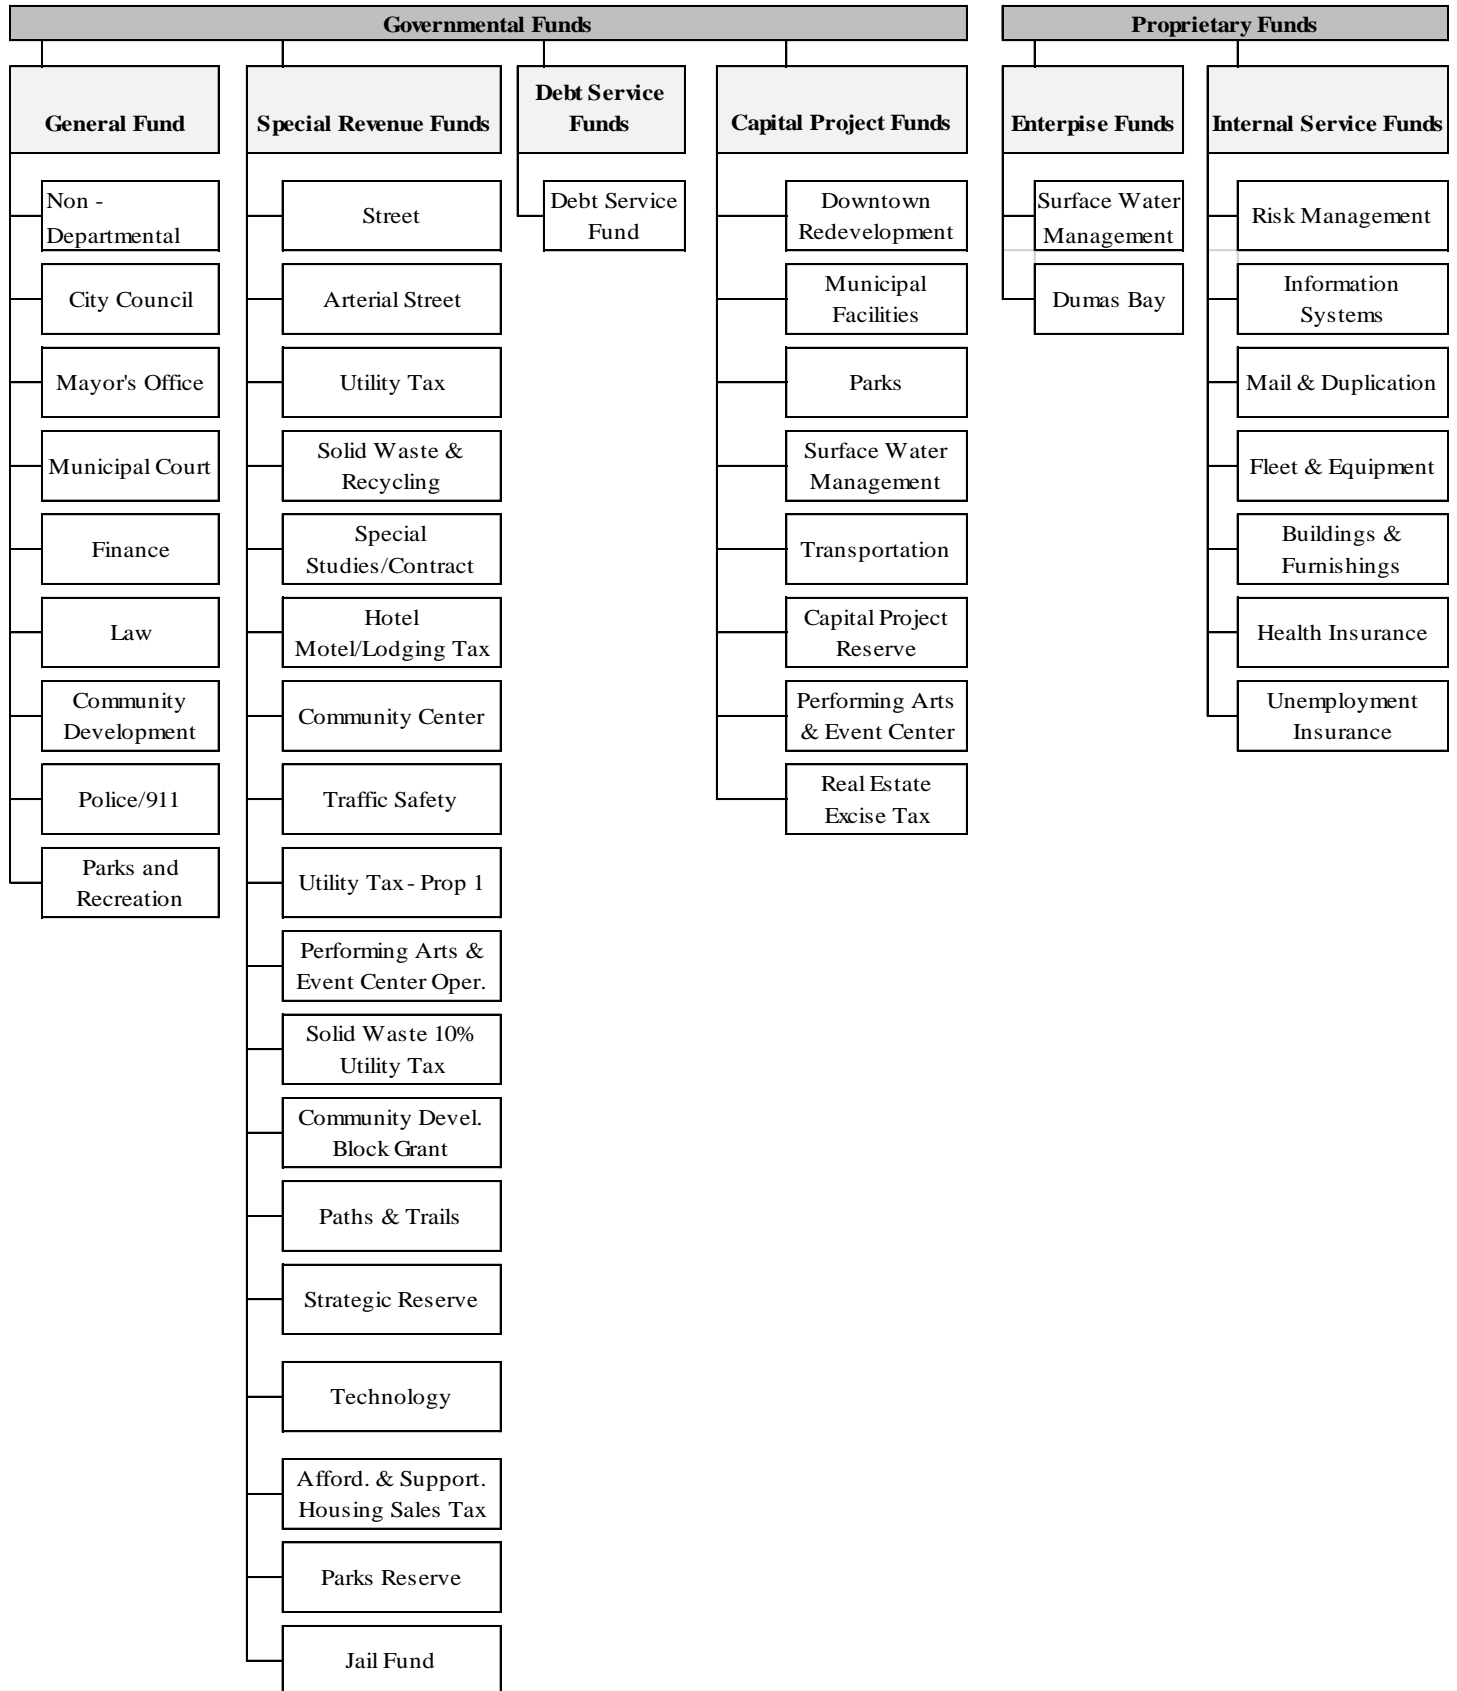 Governmental Funds
Proprietary Funds
General Fund
Special Revenue Funds
Debt Service
Funds
Capital Project Funds
Enterpise Funds
Internal Service Funds
Non -
Departmental
City Council
Mayor's Office
Municipal Court
Finance
Law
Community
Development
Police/911
Parks and
Recreation
Street
Arterial Street
Utility Tax
Solid Waste &
Recycling
Special
Studies/Contract
Hotel
Motel/Lodging Tax
Community Center
Traffic Safety
Utility Tax - Prop 1
Performing Arts &
Event Center Oper.
Solid Waste 10%
Utility Tax
Community Devel.
Block Grant
Paths & Trails
Strategic Reserve
Technology
Afford. & Support.
Housing Sales Tax
Parks Reserve
Jail Fund
Debt Service
Fund
Downtown
Redevelopment
Municipal
Facilities
Parks
Surface Water
Management
Transportation
Capital Project
Reserve
Performing Arts
& Event Center
Real Estate
Excise Tax
Surface Water
Management
Dumas Bay
Risk Management
Information
Systems
Mail & Duplication
Fleet & Equipment
Buildings &
Furnishings
Health Insurance
Unemployment
Insurance